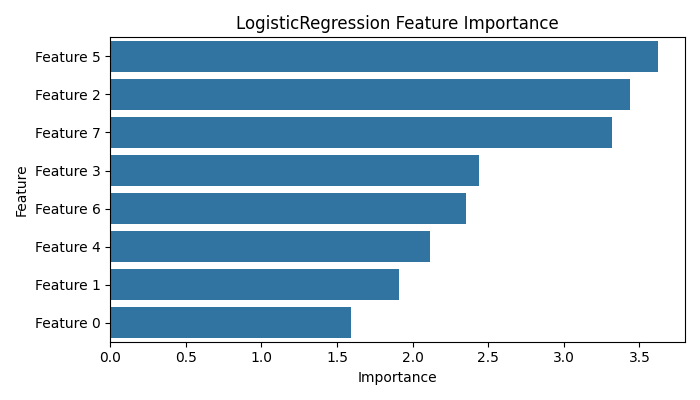 LogisticRegression Feature Importance
Feature 5
Feature 2
Feature 7
Feature 3
Feature 6
Feature 4
Feature 1
Feature 0
Feature
0.0 0.5 1.0 1.5 2.0 2.5 3.0 3.5
Importance